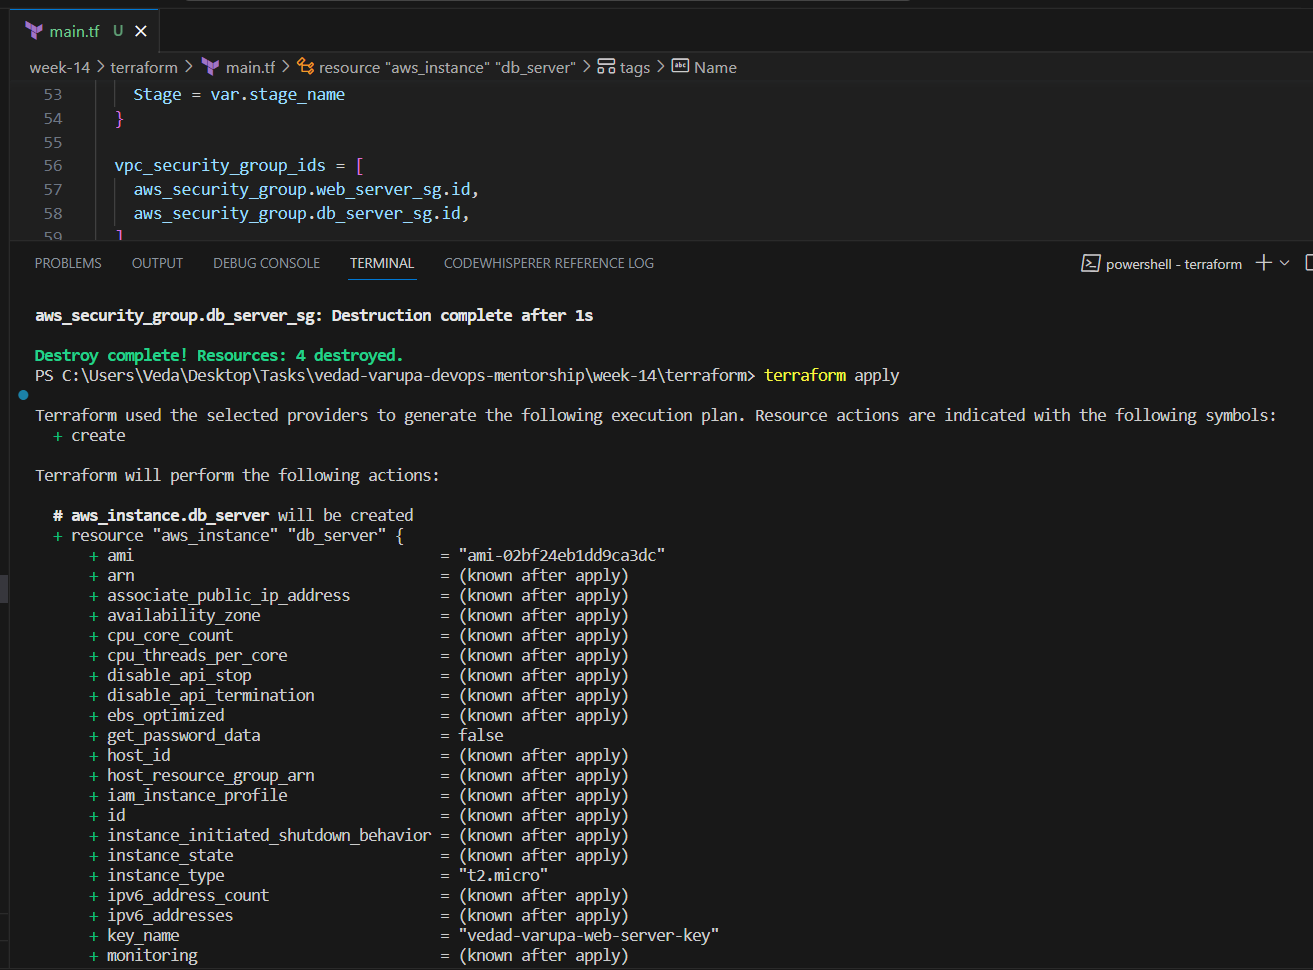 main.tf U
week-14 > terraform > main.tf > resource "aws_instance" "db_server" > tags > Name
53 Stage = var.stage_name
54 }
55
56 vpc_security_group_ids = [
57 aws_security_group.web_server_sg.id,
58 aws_security_group.db_server_sg.id,
59 ]
PROBLEMS OUTPUT DEBUG CONSOLE TERMINAL CODEWHISPERER REFERENCE LOG powershell - terraform
aws_security_group.db_server_sg: Destruction complete after 1s
Destroy complete! Resources: 4 destroyed.
PS C:\Users\Veda\Desktop\Tasks\vedad-varupa-devops-mentorship\week-14\terraform> terraform apply
Terraform used the selected providers to generate the following execution plan. Resource actions are indicated with the following symbols:
+ create
Terraform will perform the following actions:
# aws_instance.db_server will be created
+ resource "aws_instance" "db_server" {
+ ami = "ami-02bf24eb1dd9ca3dc"
+ arn = (known after apply)
+ associate_public_ip_address = (known after apply)
+ availability_zone = (known after apply)
+ cpu_core_count = (known after apply)
+ cpu_threads_per_core = (known after apply)
+ disable_api_stop = (known after apply)
+ disable_api_termination = (known after apply)
+ ebs_optimized = (known after apply)
+ get_password_data = false
+ host_id = (known after apply)
+ host_resource_group_arn = (known after apply)
+ iam_instance_profile = (known after apply)
+ id = (known after apply)
+ instance_initiated_shutdown_behavior = (known after apply)
+ instance_state = (known after apply)
+ instance_type = "t2.micro"
+ ipv6_address_count = (known after apply)
+ ipv6_addresses = (known after apply)
+ key_name = "vedad-varupa-web-server-key"
+ monitoring = (known after apply)